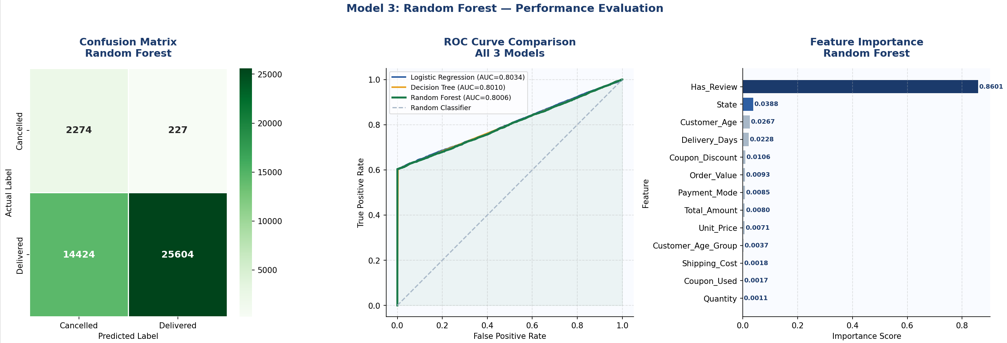 Model 3: Random Forest — Performance Evaluation
Confusion Matrix
Random Forest
Actual Label
Cancelled
Delivered
2274
227
14424
25604
Cancelled
Delivered
Predicted Label
25000
20000
15000
10000
5000
ROC Curve Comparison
All 3 Models
Logistic Regression (AUC=0.8034)
Decision Tree (AUC=0.8010)
Random Forest (AUC=0.8006)
Random Classifier
True Positive Rate
1.0
0.8
0.6
0.4
0.2
0.0
0.0
0.2
0.4
0.6
0.8
1.0
False Positive Rate
Feature Importance
Random Forest
Feature
Has_Review
0.8601
State
0.0388
Customer_Age
0.0267
Delivery_Days
0.0228
Coupon_Discount
0.0106
Order_Value
0.0093
Payment_Mode
0.0085
Total_Amount
0.0080
Unit_Price
0.0071
Customer_Age_Group
0.0037
Shipping_Cost
0.0018
Coupon_Used
0.0017
Quantity
0.0011
0.0
0.2
0.4
0.6
0.8
Importance Score